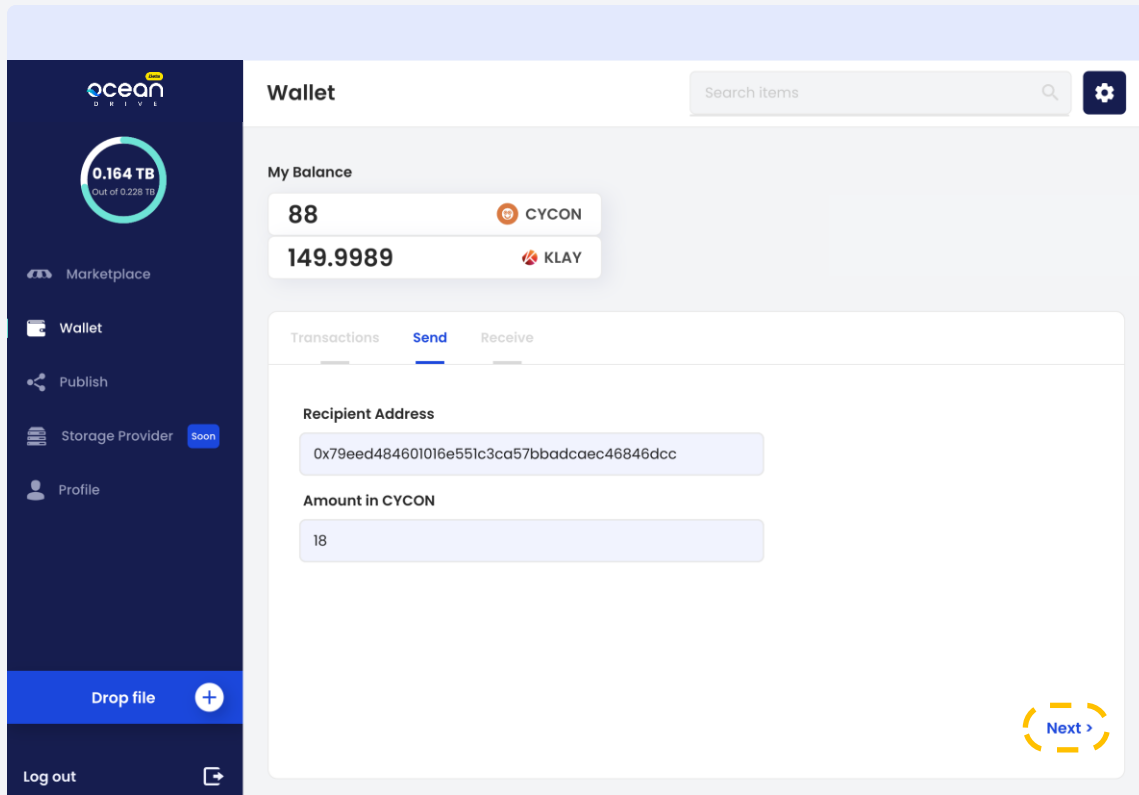 Beta
ocean
DRIVE
Wallet
Search items
0.164 TB
Out of 0.228 TB
My Balance
88 CYCON
149.9989 KLAY
Marketplace
Wallet
Publish
Storage Provider Soon
Profile
Transactions Send Receive
Recipient Address
0x79eed484601016e551c3ca57bbadcaec46846dcc
Amount in CYCON
18
Drop file
Next >
Log out